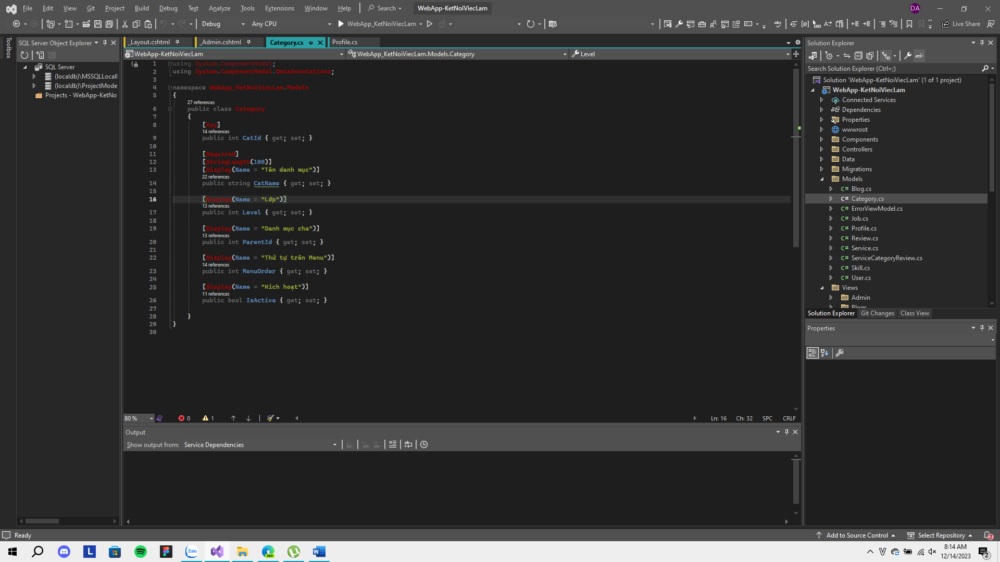 File Edit View Git Project Build Debug Test Analyze Tools Extensions Window Help Search WebApp-KetNoiViecLam DA
Debug Any CPU WebApp_KetNoiViecLam Live Share
Toolbox
SQL Server Object Explorer
SQL Server
(localdb)\MSSQLLocalI
(localdb)\ProjectMode
Projects - WebApp-KetNo
_Layout.cshtml _Admin.cshtml Category.cs Profile.cs
WebApp-KetNoiViecLam WebApp_KetNoiViecLam.Models.Category Level
1 using System.ComponentModel;
2 using System.ComponentModel.DataAnnotations;
3
4 namespace WebApp_KetNoiViecLam.Models
5 {
27 references
6 public class Category
7 {
8 [Key]
14 references
9 public int CatId { get; set; }
10
11 [Required]
12 [StringLength(100)]
13 [Display(Name = "Tên danh mục")]
22 references
14 public string CatName { get; set; }
15
16 [Display(Name = "Lớp")]
13 references
17 public int Level { get; set; }
18
19 [Display(Name = "Danh mục cha")]
13 references
20 public int ParentId { get; set; }
21
22 [Display(Name = "Thứ tự trên Menu")]
14 references
23 public int MenuOrder { get; set; }
24
25 [Display(Name = "Kích hoạt")]
11 references
26 public bool IsActive { get; set; }
27
28 }
29 }
30
80 % 0 1 Ln: 16 Ch: 32 SPC CRLF
Output
Show output from: Service Dependencies
Solution Explorer
Search Solution Explorer (Ctrl+;)
Solution 'WebApp-KetNoiViecLam' (1 of 1 project)
WebApp-KetNoiViecLam
Connected Services
Dependencies
Properties
wwwroot
Components
Controllers
Data
Migrations
Models
C# Blog.cs
C# Category.cs
C# ErrorViewModel.cs
C# Job.cs
C# Profile.cs
C# Review.cs
C# Service.cs
C# ServiceCategoryReview.cs
C# Skill.cs
C# User.cs
Views
Admin
Blogs
Solution Explorer Git Changes Class View
Properties
Ready Add to Source Control Select Repository 2
L Zalo DEV 8:14 AM
12/14/2023 2